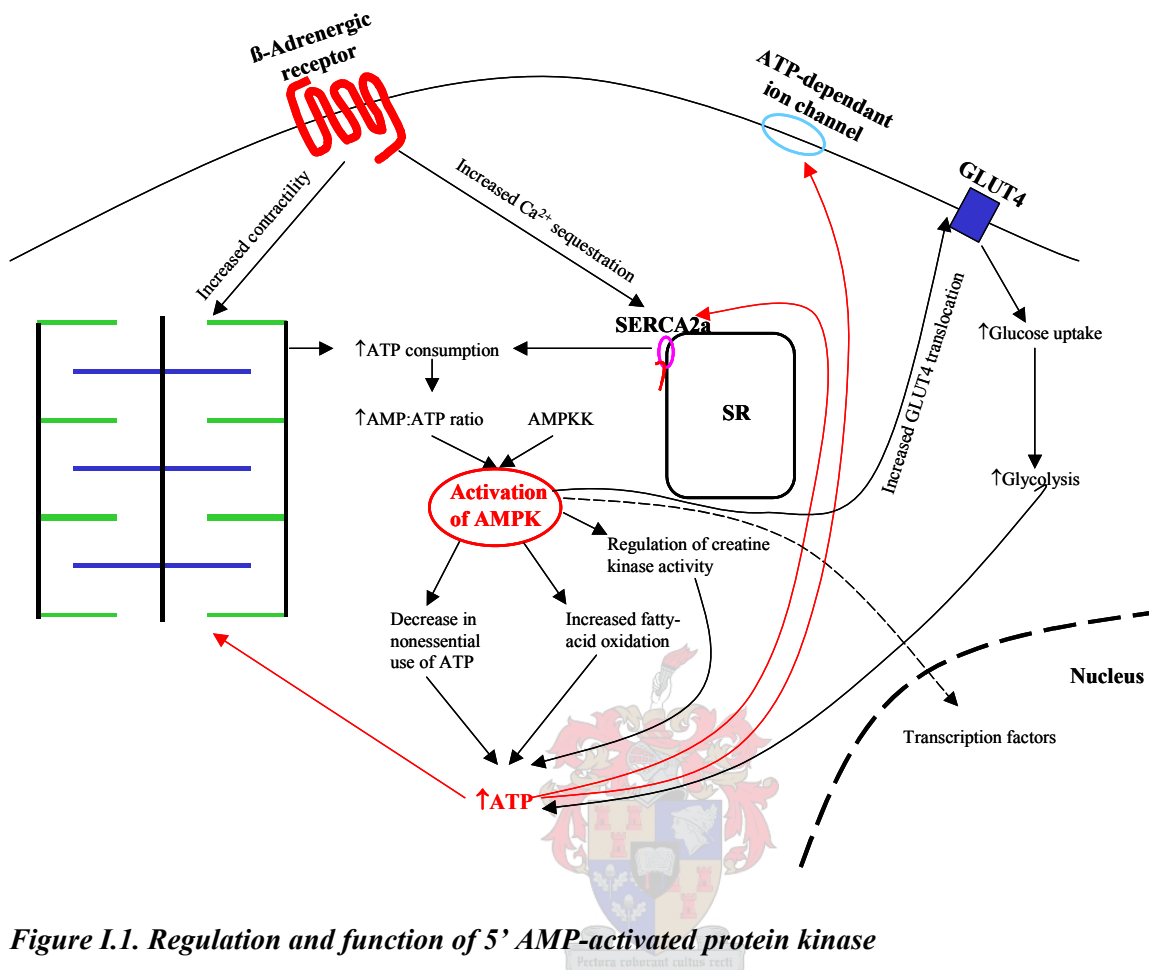 ß-Adrenergic
receptor
ATP-dependant
ion channel
GLUT4
Increased contractility
Increased Ca²⁺
sequestration
Increased GLUT4 translocation
SERCA2a
↑Glucose uptake
↑ATP consumption
↑AMP:ATP ratio
AMPKK
SR
↑Glycolysis
Activation
of AMPK
Regulation of creatine
kinase activity
Decrease in
nonessential
use of ATP
Increased fatty-
acid oxidation
Nucleus
Transcription factors
↑ATP
Figure I.1. Regulation and function of 5’ AMP-activated protein kinase
Pectora roborant cultus recti